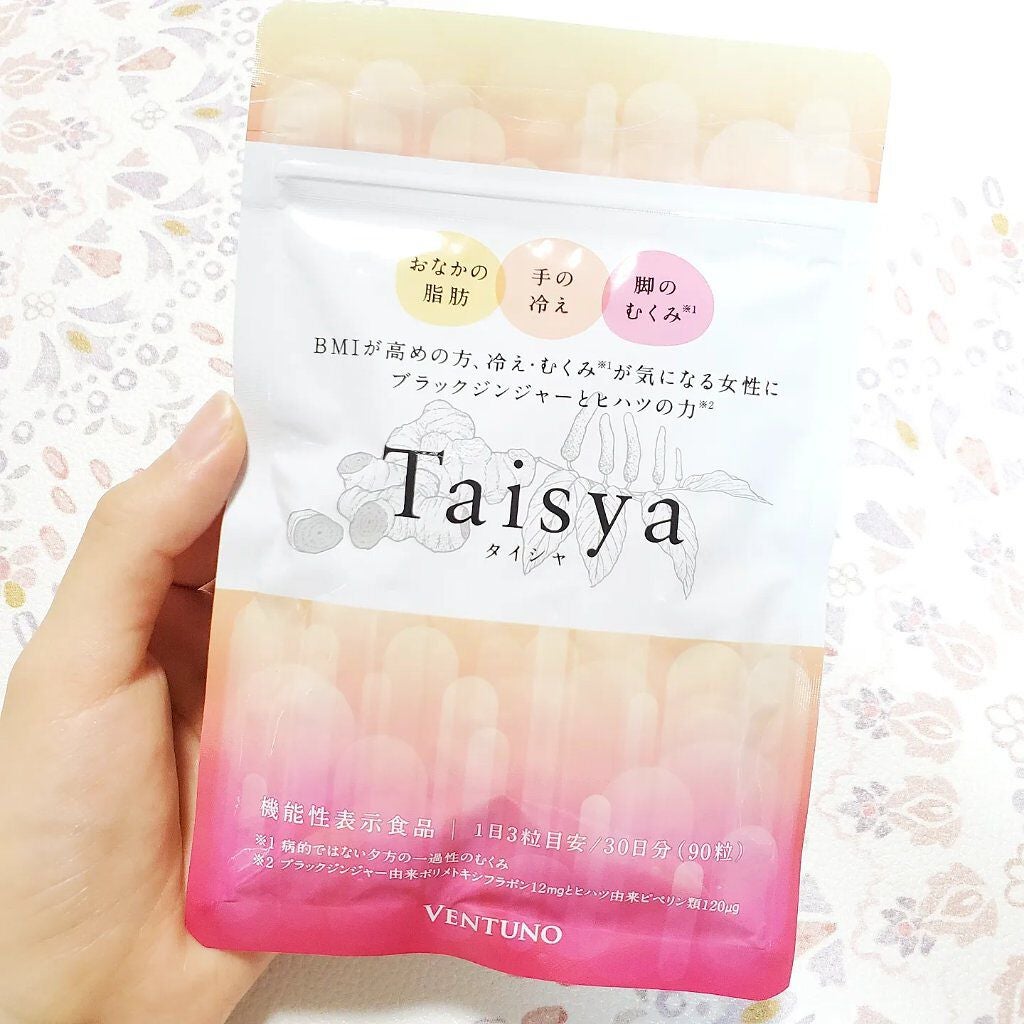 おなかの
脂肪
手の
冷え
脚の
むくみ※1
BMIが高めの方、冷え・むくみ※1が気になる女性に
ブラックジンジャーとヒハツの力※2
Taisya
タイシャ
機能性表示食品 | 1日3粒目安/30日分(90粒)
※1 病的ではない夕方の一過性のむくみ
※2 ブラックジンジャー由来ポリメトキシフラボン12mgとヒハツ由来ピペリン類120μg
VENTUNO